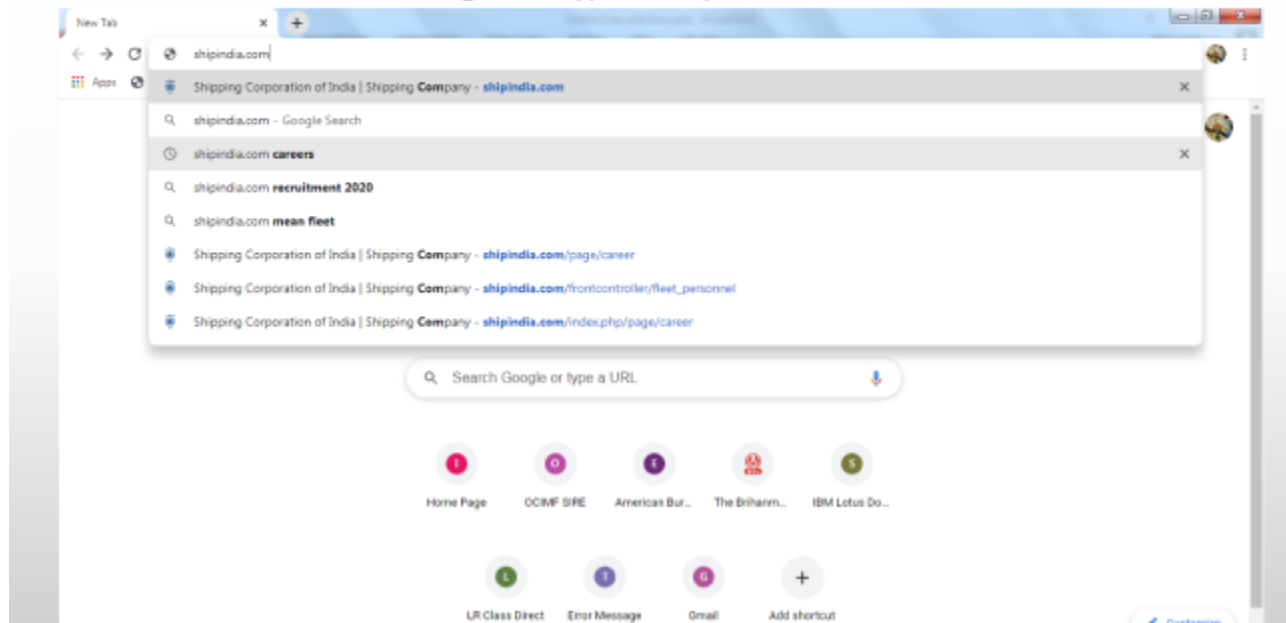 New Tab
shipindia.com
Apps
Shipping Corporation of India | Shipping Company - shipindia.com
shipindia.com - Google Search
shipindia.com careers
shipindia.com recruitment 2020
shipindia.com mean fleet
Shipping Corporation of India | Shipping Company - shipindia.com/page/career
Shipping Corporation of India | Shipping Company - shipindia.com/frontcontroller/fleet_personnel
Shipping Corporation of India | Shipping Company - shipindia.com/index.php/page/career
Search Google or type a URL
T O E S
Home Page OCIMF SIRE American Bur... The Brihanm... IBM Lotus Do...
L T G
LR Class Direct Error Message Gmail Add shortcut
Customize